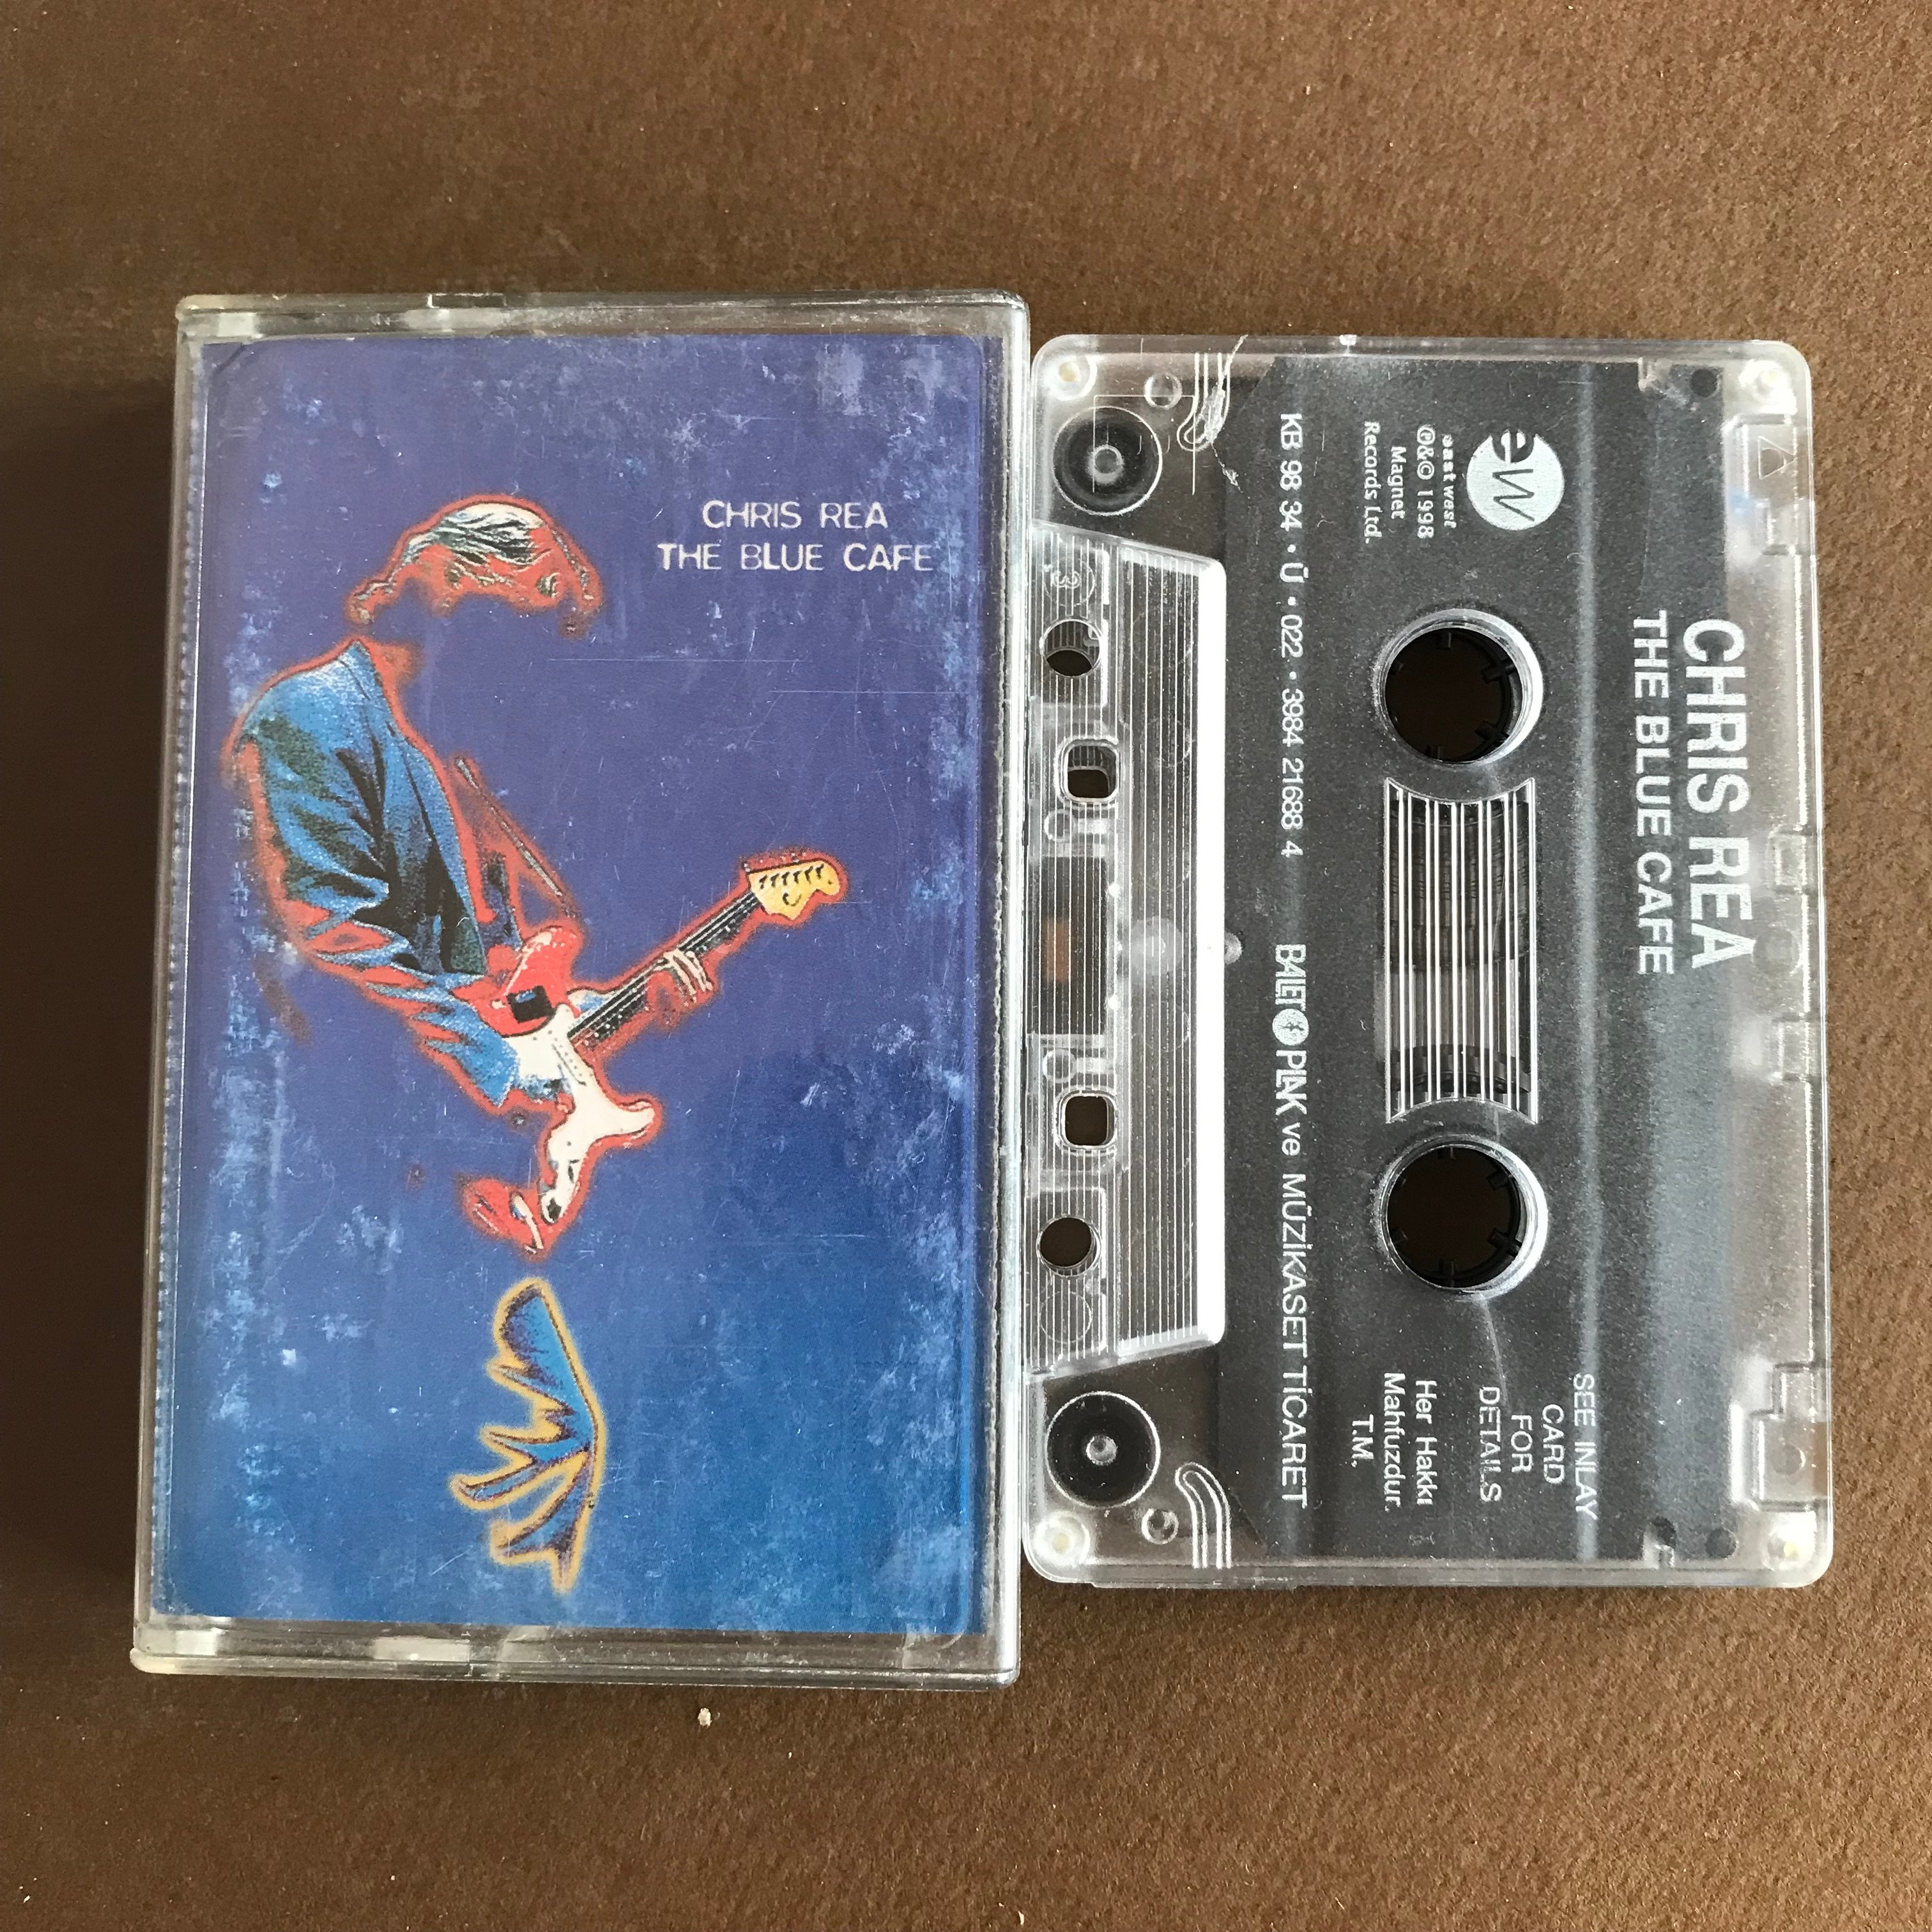 CHRIS REA
THE BLUE CAFE
CHRIS REA
THE BLUE CAFE
ew
east west
℗&© 1998
Magnet
Records Ltd.
SEE INLAY
CARD
FOR
DETAILS
Her Hakkı
Mahfuzdur.
T.M.
KB 98 34 • Ü • 022 • 3984 21688 4 BALET PLAK ve MÜZİKASET TİCARET